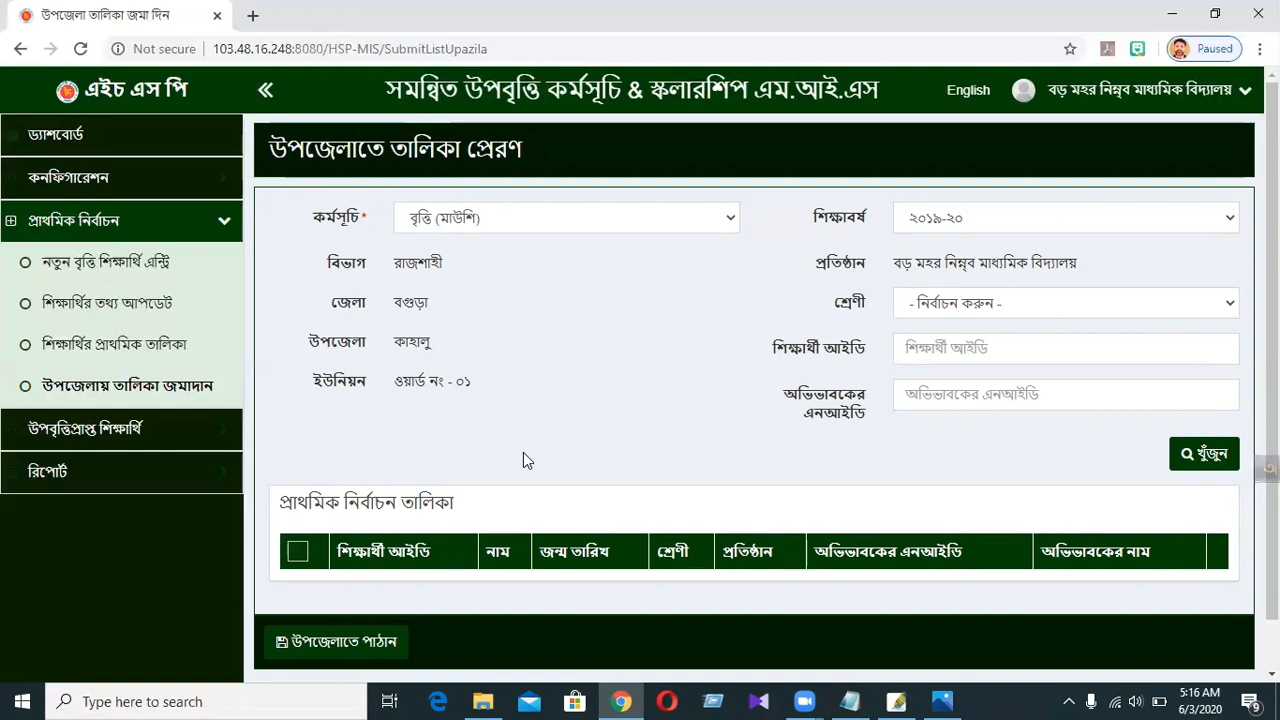 উপজেলা তালিকা জমা দিন
Not secure
103.48.16.248:8080/HSP-MIS/SubmitListUpazila
Paused
এইচ এস পি
সমন্বিত উপবৃত্তি কর্মসূচি & স্কলারশিপ এম.আই.এস
English
বড় মহর নিম্নব মাধ্যমিক বিদ্যালয়
ড্যাশবোর্ড
কনফিগারেশন
প্রাথমিক নির্বাচন
নতুন বৃত্তি শিক্ষার্থি এন্ট্রি
শিক্ষার্থির তথ্য আপডেট
শিক্ষার্থির প্রাথমিক তালিকা
উপজেলায় তালিকা জমাদান
উপবৃত্তিপ্রাপ্ত শিক্ষার্থি
রিপোর্ট
উপজেলাতে তালিকা প্রেরণ
কর্মসূচি*
বৃত্তি (মাউশি)
শিক্ষাবর্ষ
২০১৯-২০
বিভাগ
রাজশাহী
প্রতিষ্ঠান
বড় মহর নিম্নব মাধ্যমিক বিদ্যালয়
জেলা
বগুড়া
শ্রেণী
- নির্বাচন করুন -
উপজেলা
কাহালু
শিক্ষার্থী আইডি
শিক্ষার্থী আইডি
ইউনিয়ন
ওয়ার্ড নং - ০১
অভিভাবকের
এনআইডি
অভিভাবকের এনআইডি
খুঁজুন
প্রাথমিক নির্বাচন তালিকা
শিক্ষার্থী আইডি
নাম
জন্ম তারিখ
শ্রেণী
প্রতিষ্ঠান
অভিভাবকের এনআইডি
অভিভাবকের নাম
উপজেলাতে পাঠান
Type here to search
5:16 AM
6/3/2020
9